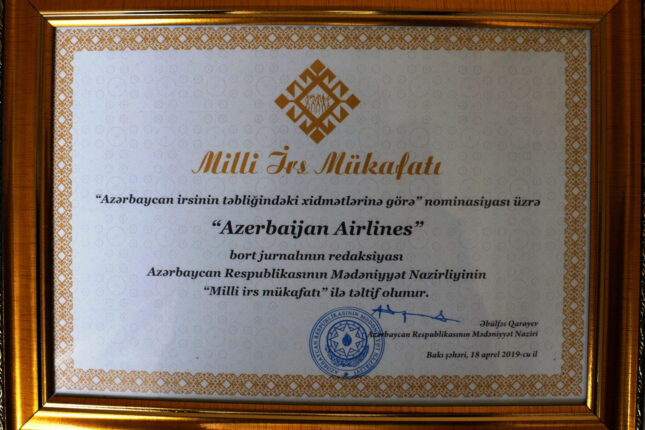 Milli İrs Mükafatı
“Azərbaycan irsinin təbliğindəki xidmətlərinə görə” nominasiyası üzrə
“Azerbaijan Airlines”
bort jurnalının redaksiyası
Azərbaycan Respublikasının Mədəniyyət Nazirliyinin
“Milli irs mükafatı” ilə təltif olunur.
Əbülfəs Qarayev
Azərbaycan Respublikasının Mədəniyyət Naziri
Bakı şəhəri, 18 aprel 2019-cu il